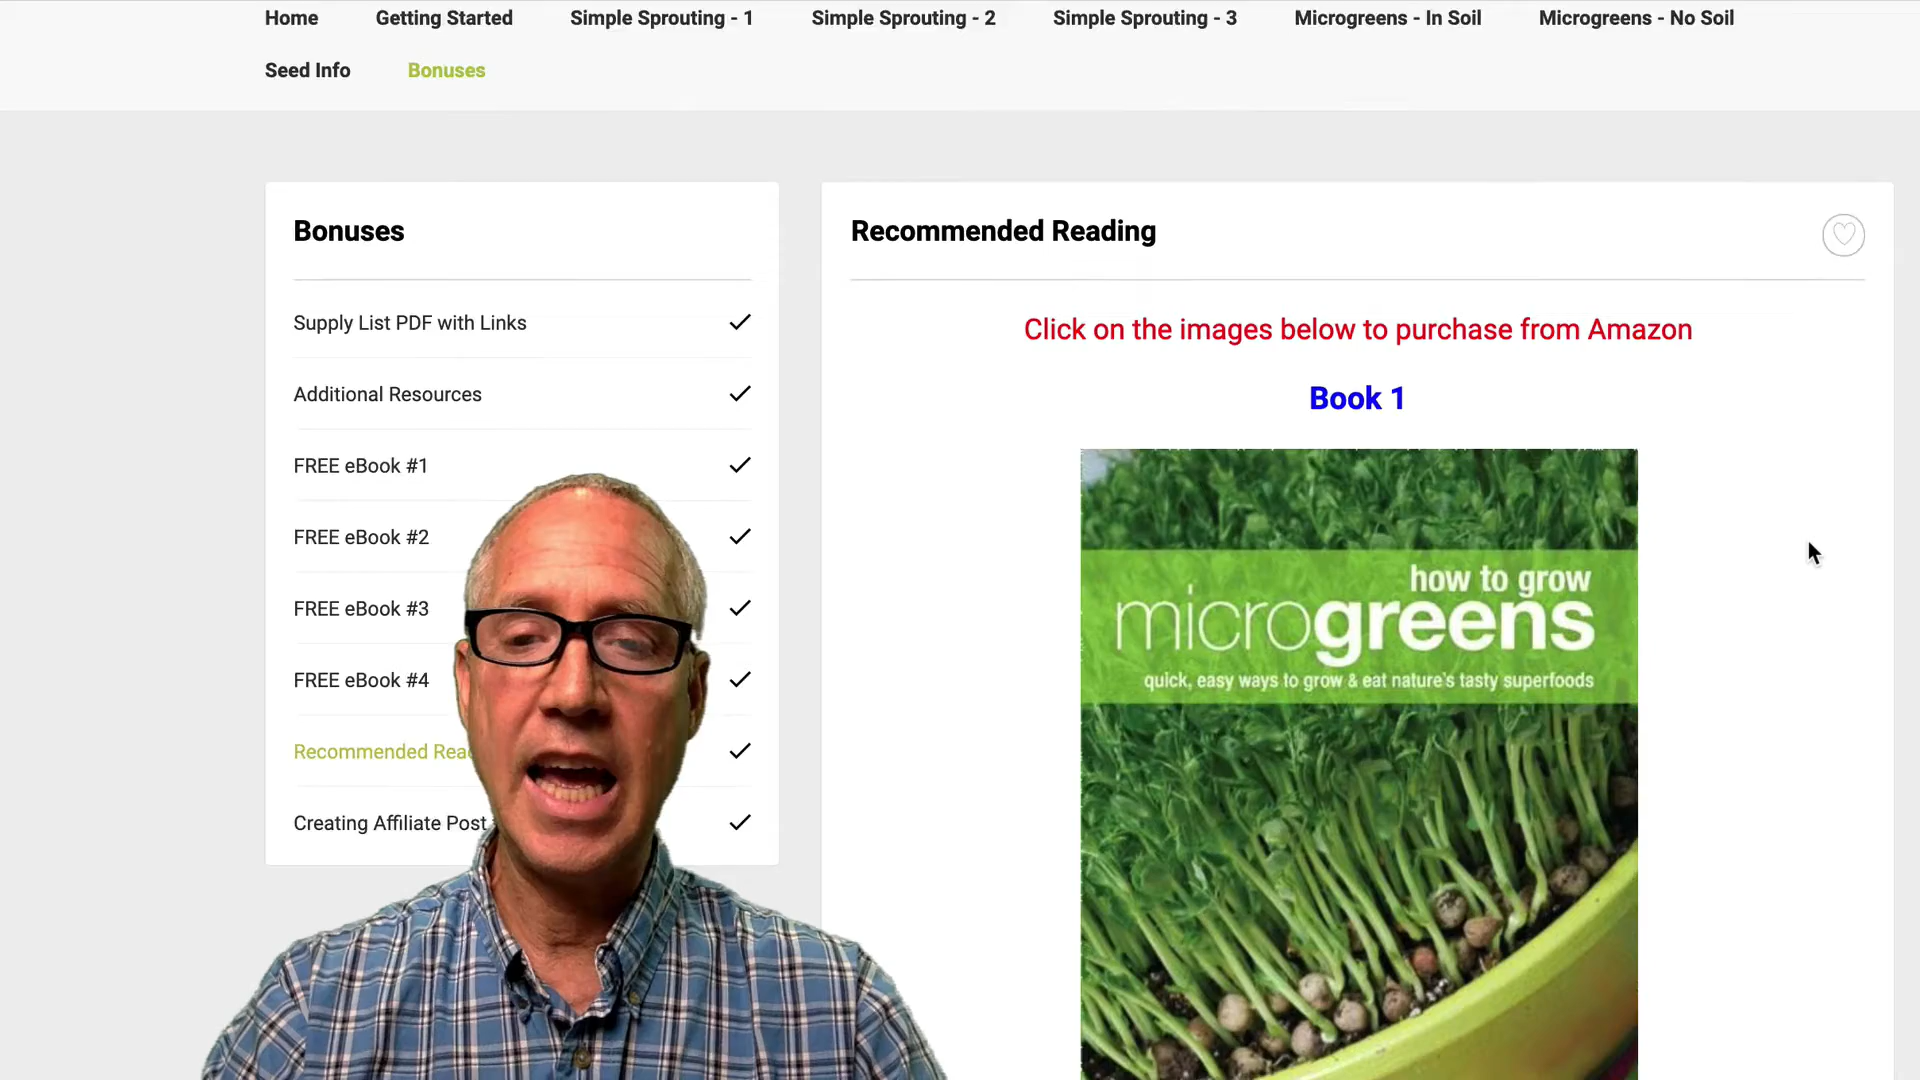 Home
Getting Started
Simple Sprouting - 1
Simple Sprouting - 2
Simple Sprouting - 3
Microgreens - In Soil
Microgreens - No Soil
Seed Info
Bonuses
Bonuses
Supply List PDF with Links
Additional Resources
FREE eBook #1
FREE eBook #2
FREE eBook #3
FREE eBook #4
Recommended
Creating Affiliate Post
Recommended Reading
Click on the images below to purchase from Amazon
Book 1
how to grow
microgreens
quick, easy ways to grow & eat nature's tasty superfoods